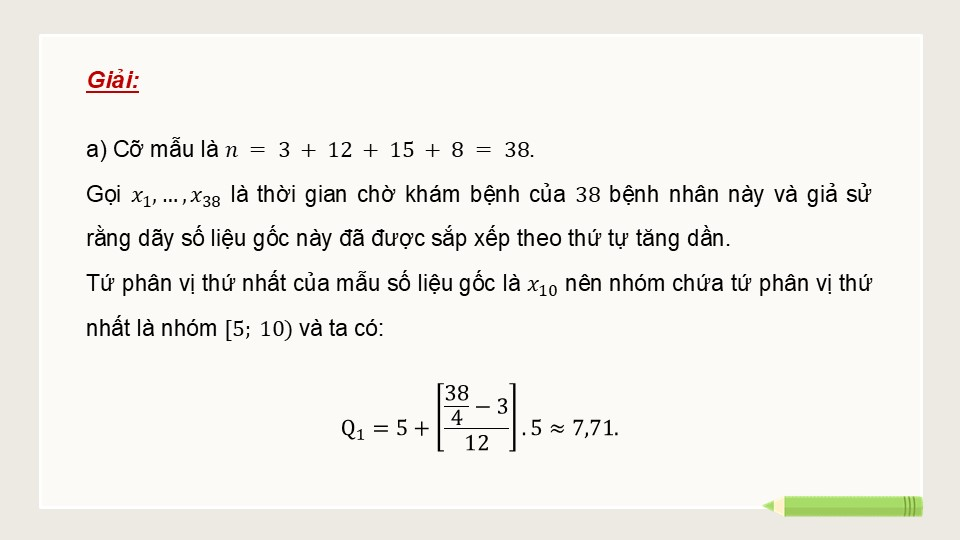 Giải:
a) Cỡ mẫu là n = 3 + 12 + 15 + 8 = 38.
Gọi x₁, … , x₃₈ là thời gian chờ khám bệnh của 38 bệnh nhân này và giả sử
rằng dãy số liệu gốc này đã được sắp xếp theo thứ tự tăng dần.
Tứ phân vị thứ nhất của mẫu số liệu gốc là x₁₀ nên nhóm chứa tứ phân vị thứ
nhất là nhóm [5; 10) và ta có:
Q₁ = 5 + [(38/4 − 3)/12] . 5 ≈ 7,71.